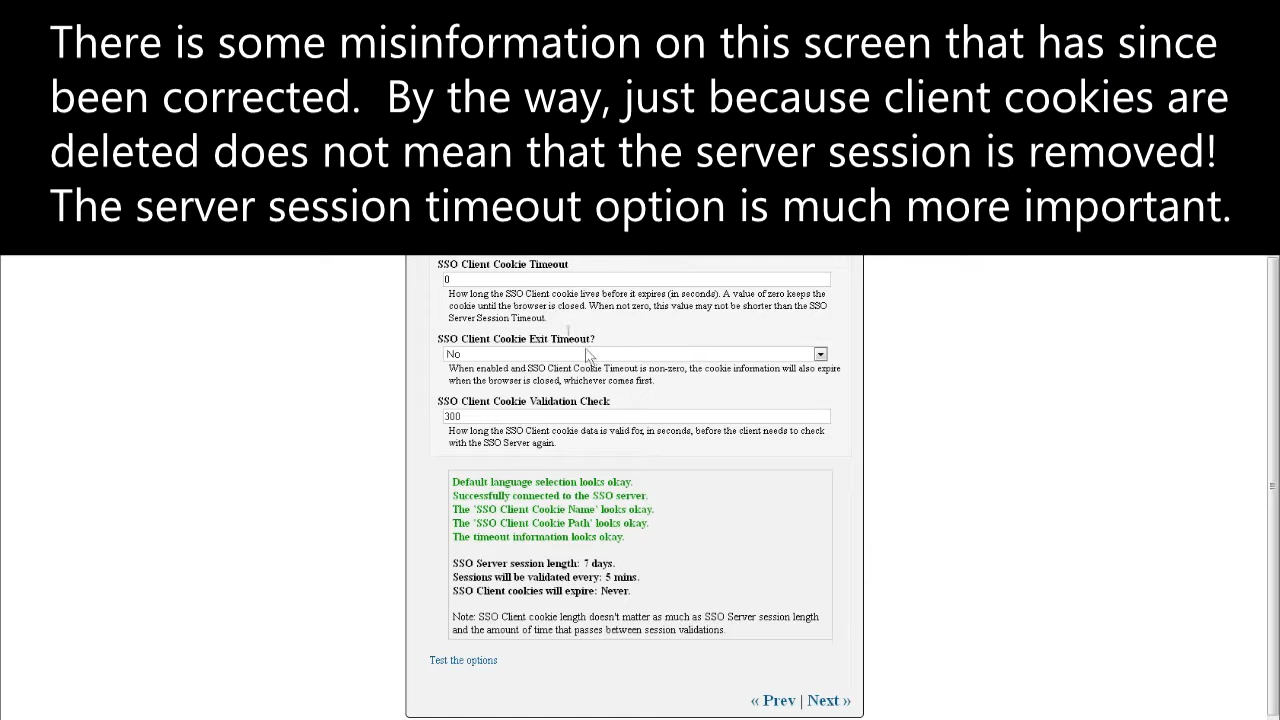 There is some misinformation on this screen that has since
been corrected.  By the way, just because client cookies are
deleted does not mean that the server session is removed!
The server session timeout option is much more important.
SSO Client Cookie Timeout
0
How long the SSO Client cookie lives before it expires (in seconds). A value of zero keeps the
cookie until the browser is closed. When not zero, this value may not be shorter than the SSO
Server Session Timeout.
SSO Client Cookie Exit Timeout?
No
When enabled and SSO Client Cookie Timeout is non-zero, the cookie information will also expire
when the browser is closed, whichever comes first.
SSO Client Cookie Validation Check
300
How long the SSO Client cookie data is valid for, in seconds, before the client needs to check
with the SSO Server again.
Default language selection looks okay.
Successfully connected to the SSO server.
The 'SSO Client Cookie Name' looks okay.
The 'SSO Client Cookie Path' looks okay.
The timeout information looks okay.
SSO Server session length: 7 days.
Sessions will be validated every: 5 mins.
SSO Client cookies will expire: Never.
Note: SSO Client cookie length doesn't matter as much as SSO Server session length
and the amount of time that passes between session validations.
Test the options
« Prev | Next »